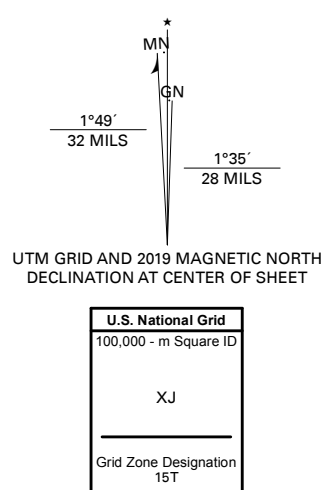 ★
MN
GN
1°49´
32 MILS
1°35´
28 MILS
UTM GRID AND 2019 MAGNETIC NORTH
DECLINATION AT CENTER OF SHEET
U.S. National Grid
100,000 - m Square ID
XJ
Grid Zone Designation
15T